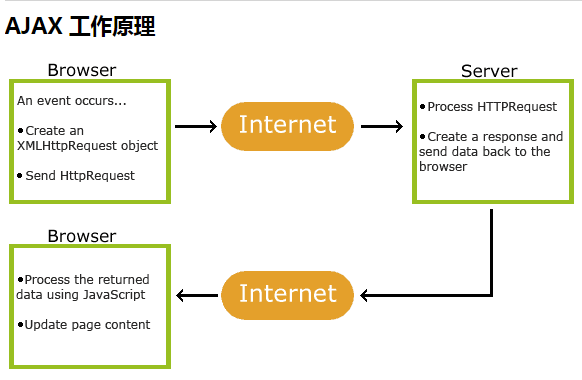 AJAX 工作原理
Browser
An event occurs...
•Create an
XMLHttpRequest object
•Send HttpRequest
Internet
Server
•Process HTTPRequest
•Create a response and
send data back to the
browser
Browser
•Process the returned
data using JavaScript
•Update page content
Internet